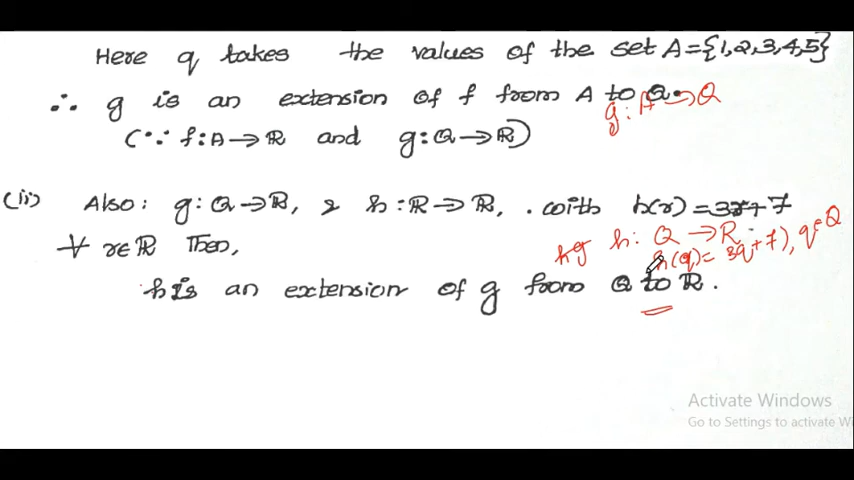 Here q takes the values of the set A={1,2,3,4,5}
∴ g is an extension of f from A to Q.
g: A → Q
(∵ f: A → ℝ and g: Q → ℝ)
(ii) Also: g: Q → ℝ, & h: ℝ → ℝ, . with h(r) = 3r + 7
∀ r∈ℝ Then,
h: Q → R
h(q) = 3q + 7), q∈Q
h is an extension of g from Q to ℝ.
Activate Windows
Go to Settings to activate W